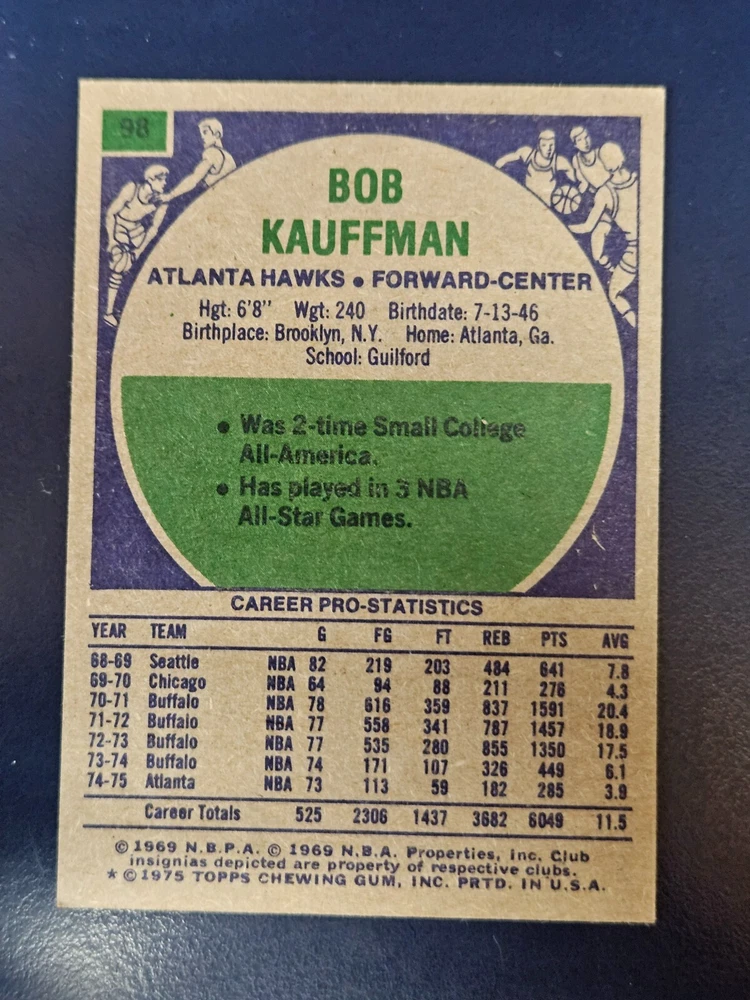 98
BOB
KAUFFMAN
ATLANTA HAWKS • FORWARD-CENTER
Hgt: 6'8" Wgt: 240 Birthdate: 7-13-46
Birthplace: Brooklyn, N.Y. Home: Atlanta, Ga.
School: Guilford
• Was 2-time Small College
All-America.
• Has played in 3 NBA
All-Star Games.
CAREER PRO-STATISTICS
YEAR TEAM G FG FT REB PTS AVG
68-69 Seattle NBA 82 219 203 484 641 7.8
69-70 Chicago NBA 64 94 88 211 276 4.3
70-71 Buffalo NBA 78 616 359 837 1591 20.4
71-72 Buffalo NBA 77 558 341 787 1457 18.9
72-73 Buffalo NBA 77 535 280 855 1350 17.5
73-74 Buffalo NBA 74 171 107 326 449 6.1
74-75 Atlanta NBA 73 113 59 182 285 3.9
Career Totals 525 2306 1437 3682 6049 11.5
© 1969 N.B.P.A. © 1969 N.B.A. Properties, Inc. Club
insignias depicted are property of respective clubs.
* © 1975 TOPPS CHEWING GUM, INC. PRTD. IN U.S.A.